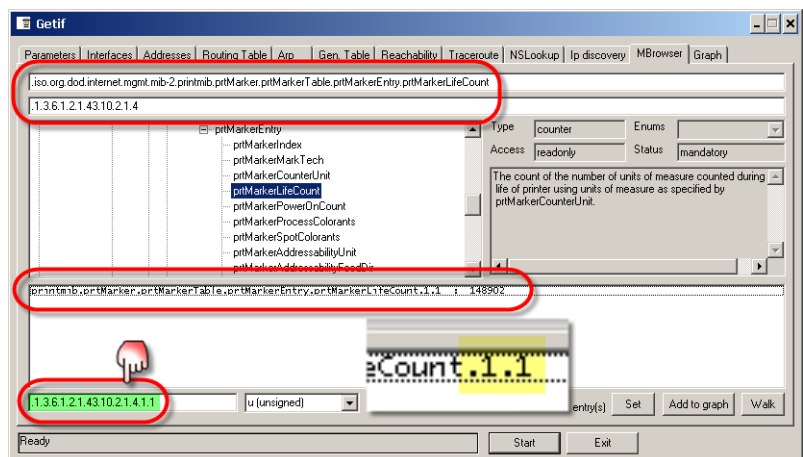 Getif
Parameters Interfaces Addresses Routing Table Arp Gen. Table Reachability Traceroute NSLookup Ip discovery MBrowser Graph
.iso.org.dod.internet.mgmt.mib-2.printmib.prtMarker.prtMarkerTable.prtMarkerEntry.prtMarkerLifeCount
.1.3.6.1.2.1.43.10.2.1.4
prtMarkerEntry
prtMarkerIndex
prtMarkerMarkTech
prtMarkerCounterUnit
prtMarkerLifeCount
prtMarkerPowerOnCount
prtMarkerProcessColorants
prtMarkerSpotColorants
prtMarkerAddressabilityUnit
prtMarkerAddressabilityFeedDir
Type counter Enums
Access readonly Status mandatory
The count of the number of units of measure counted during
life of printer using units of measure as specified by
prtMarkerCounterUnit.
printmib.prtMarker.prtMarkerTable.prtMarkerEntry.prtMarkerLifeCount.1.1 : 148902
eCount.1.1
.1.3.6.1.2.1.43.10.2.1.4.1.1 u (unsigned) entry(s) Set Add to graph Walk
Ready Start Exit